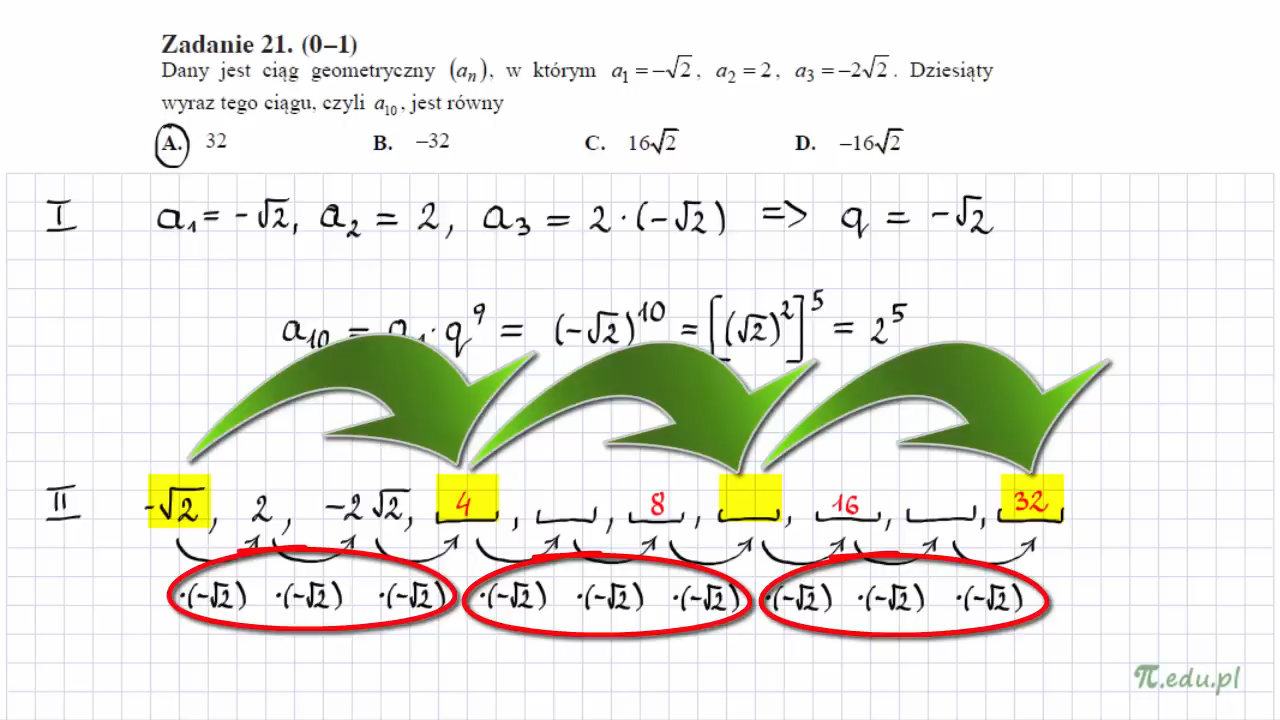 Zadanie 21. (0–1)
Dany jest ciąg geometryczny (aₙ), w którym a₁ = −√2, a₂ = 2, a₃ = −2√2. Dziesiąty
wyraz tego ciągu, czyli a₁₀, jest równy
A. 32 B. −32 C. 16√2 D. −16√2
I a₁ = -√2, a₂ = 2, a₃ = 2·(-√2) => q = -√2
a₁₀ = a₁·q⁹ = (-√2)¹⁰ = [(√2)²]⁵ = 2⁵
II -√2, 2, -2√2, 4, , 8, , 16, , 32
·(-√2) ·(-√2) ·(-√2) ·(-√2) ·(-√2) ·(-√2) ·(-√2) ·(-√2) ·(-√2)
π.edu.pl